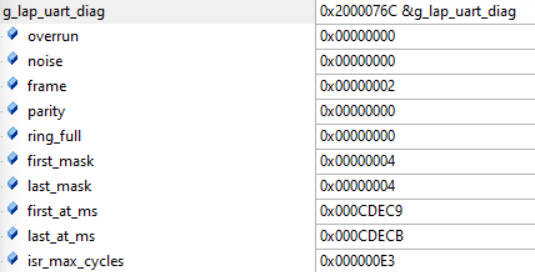 g_lap_uart_diag 0x2000076C &g_lap_uart_diag
overrun 0x00000000
noise 0x00000000
frame 0x00000002
parity 0x00000000
ring_full 0x00000000
first_mask 0x00000004
last_mask 0x00000004
first_at_ms 0x000CDEC9
last_at_ms 0x000CDECB
isr_max_cycles 0x000000E3